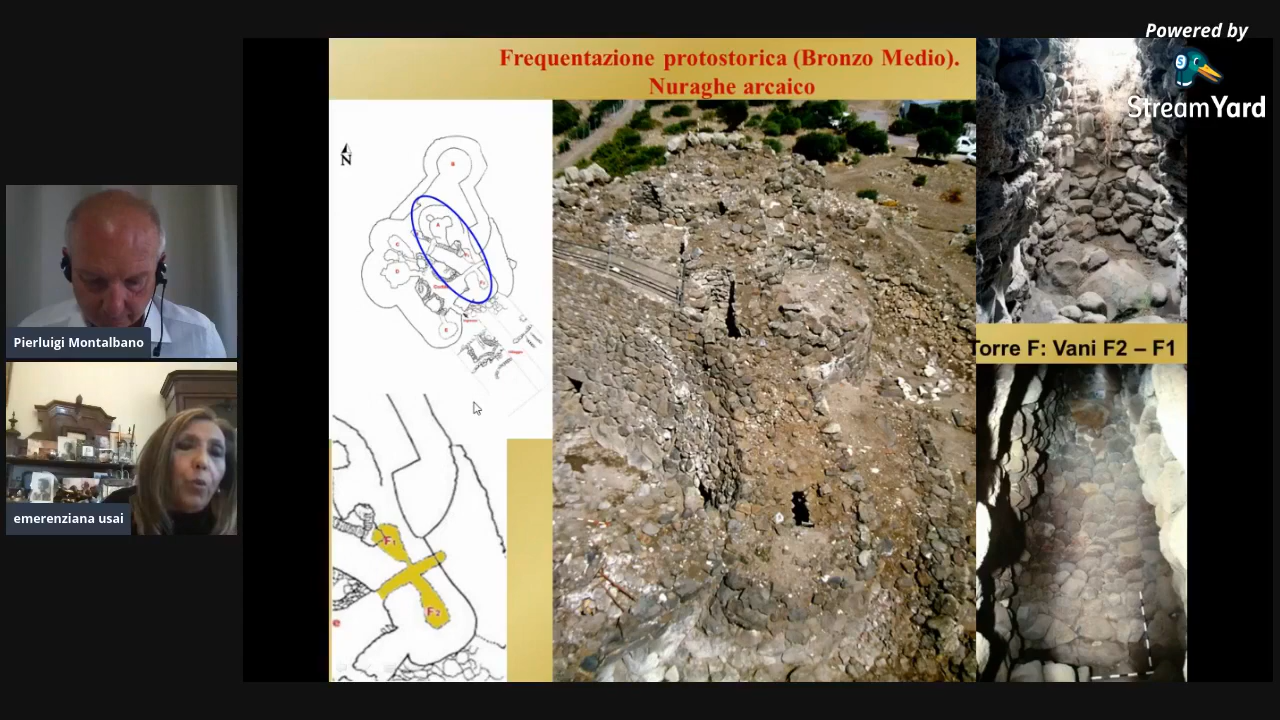 Frequentazione protostorica (Bronzo Medio).
Nuraghe arcaico
Powered by
StreamYard
N
B
A
C
D
E
F1
F2
Torre F: Vani F2 – F1
Pierluigi Montalbano
emerenziana usai